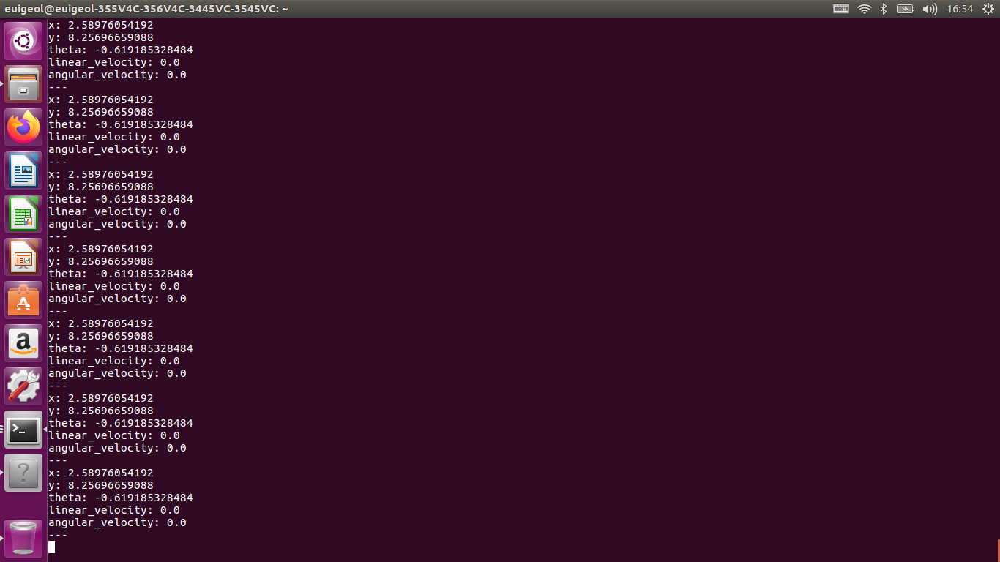 euigeol@euigeol-355V4C-356V4C-3445VC-3545VC: ~
16:54
x: 2.58976054192
y: 8.25696659088
theta: -0.619185328484
linear_velocity: 0.0
angular_velocity: 0.0
---
x: 2.58976054192
y: 8.25696659088
theta: -0.619185328484
linear_velocity: 0.0
angular_velocity: 0.0
---
x: 2.58976054192
y: 8.25696659088
theta: -0.619185328484
linear_velocity: 0.0
angular_velocity: 0.0
---
x: 2.58976054192
y: 8.25696659088
theta: -0.619185328484
linear_velocity: 0.0
angular_velocity: 0.0
---
x: 2.58976054192
y: 8.25696659088
theta: -0.619185328484
linear_velocity: 0.0
angular_velocity: 0.0
---
x: 2.58976054192
y: 8.25696659088
theta: -0.619185328484
linear_velocity: 0.0
angular_velocity: 0.0
---
x: 2.58976054192
y: 8.25696659088
theta: -0.619185328484
linear_velocity: 0.0
angular_velocity: 0.0
---